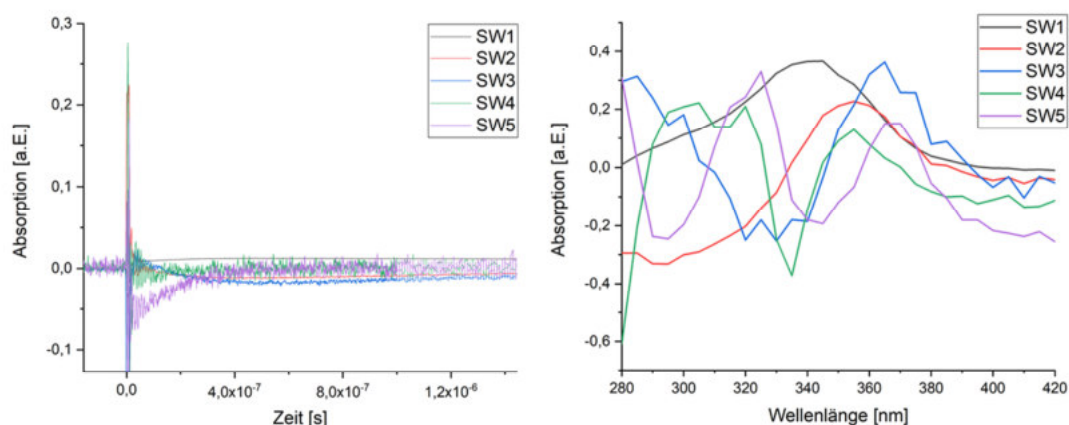 0,3
0,2
0,1
0,0
-0,1
Absorption [a.E.]
0,0
4,0x10⁻⁷
8,0x10⁻⁷
1,2x10⁻⁶
Zeit [s]
SW1
SW2
SW3
SW4
SW5
0,4
0,2
0,0
-0,2
-0,4
-0,6
Absorption [a.E.]
280
300
320
340
360
380
400
420
Wellenlänge [nm]
SW1
SW2
SW3
SW4
SW5